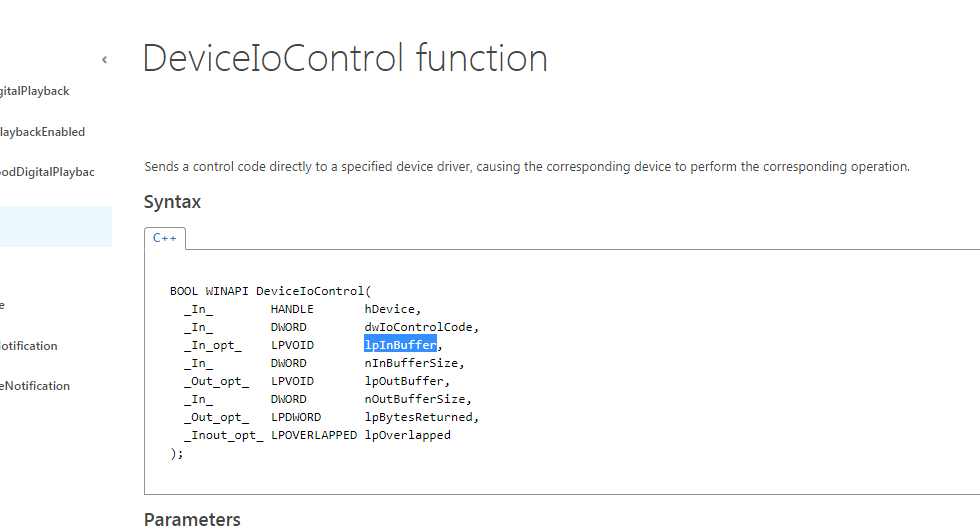 ‹
DeviceIoControl function
gitalPlayback
laybackEnabled
oodDigitalPlaybac
Sends a control code directly to a specified device driver, causing the corresponding device to perform the corresponding operation.
Syntax
C++
BOOL WINAPI DeviceIoControl(
_In_ HANDLE hDevice,
e
_In_ DWORD dwIoControlCode,
otification
_In_opt_ LPVOID lpInBuffer,
_In_ DWORD nInBufferSize,
_Out_opt_ LPVOID lpOutBuffer,
eNotification
_In_ DWORD nOutBufferSize,
_Out_opt_ LPDWORD lpBytesReturned,
_Inout_opt_ LPOVERLAPPED lpOverlapped
);
Parameters